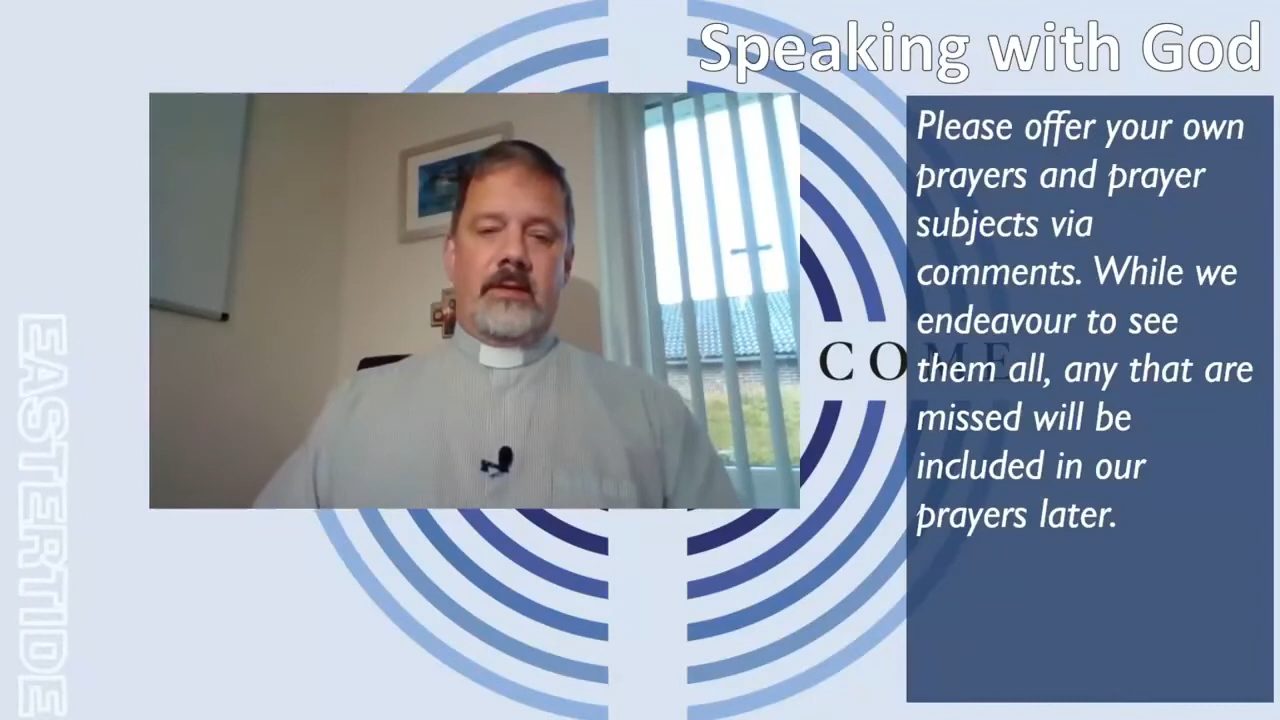 Speaking with God
Please offer your own
prayers and prayer
subjects via
comments. While we
endeavour to see
them all, any that are
missed will be
included in our
prayers later.
COME
EASTERTIDE